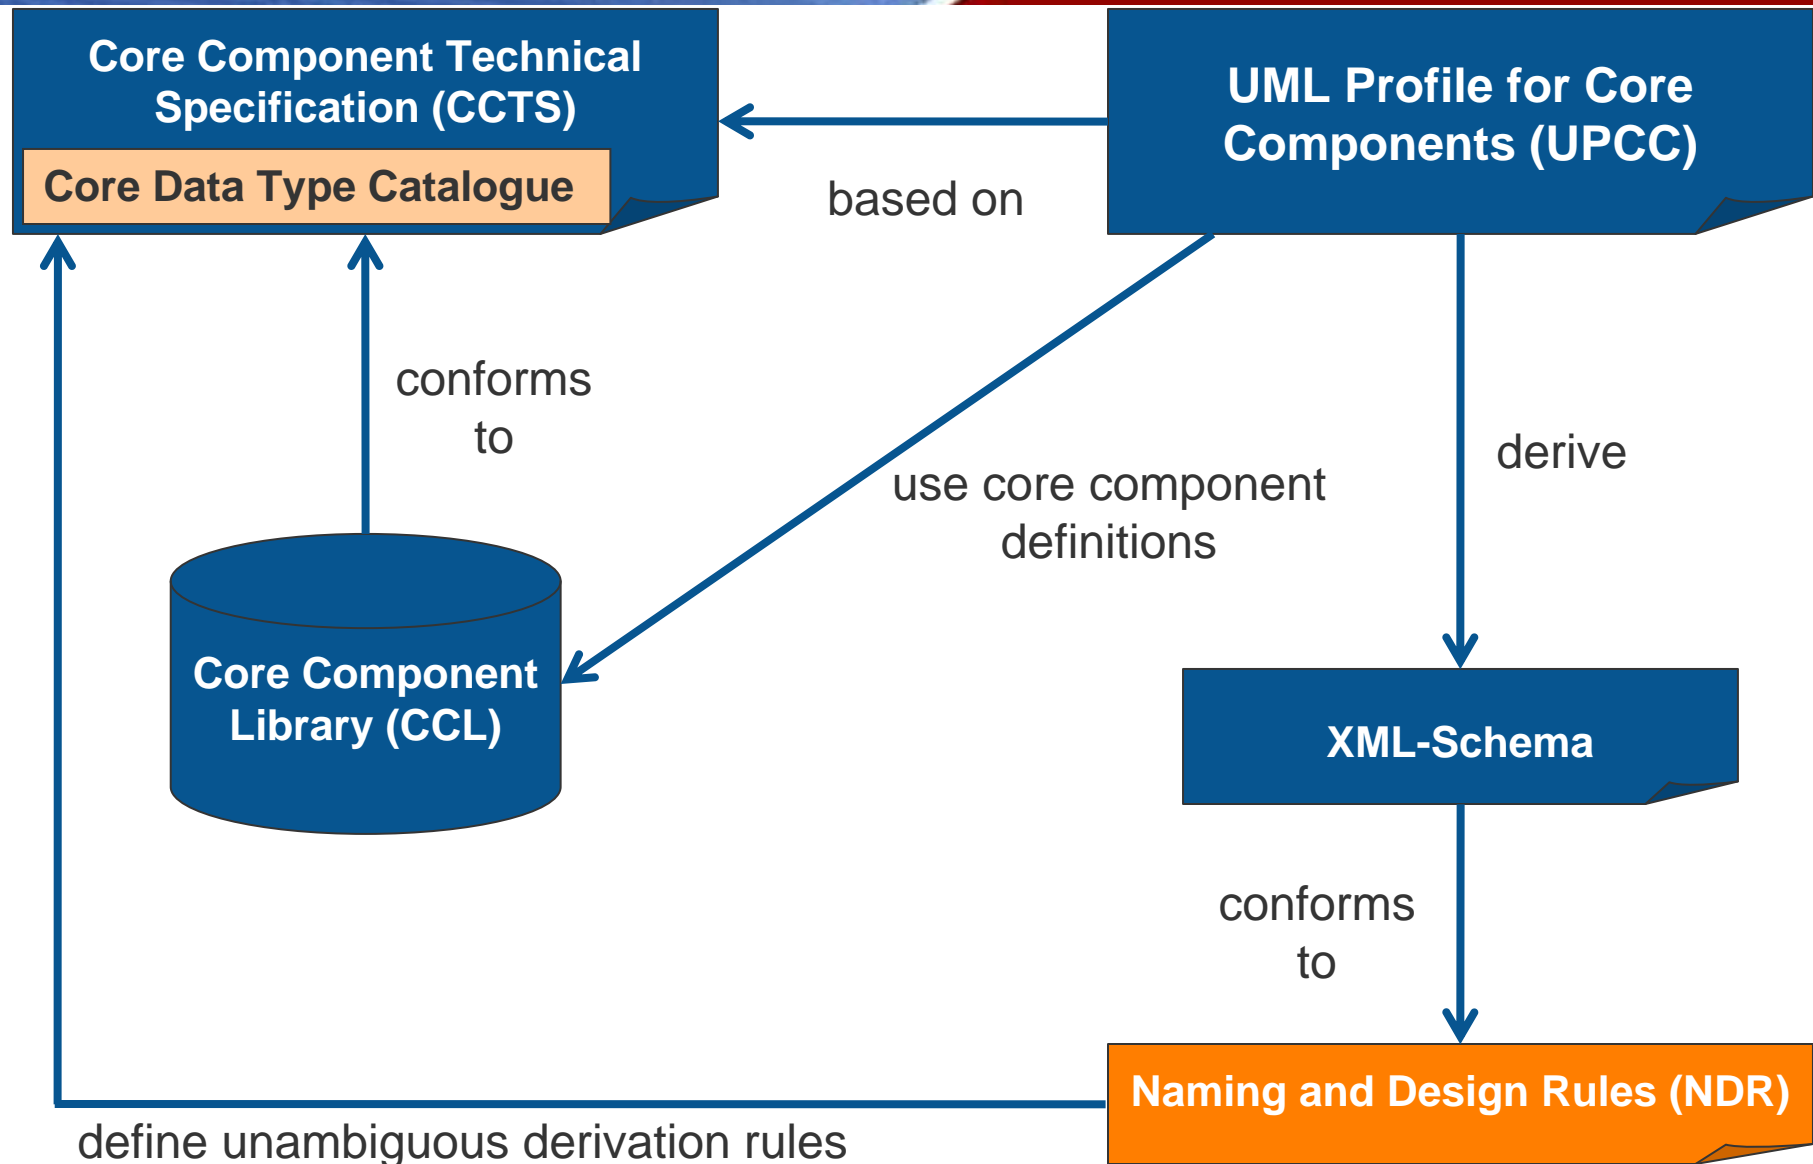 Core Component Technical
Specification (CCTS)
Core Data Type Catalogue
UML Profile for Core
Components (UPCC)
based on
conforms
to
use core component
definitions
derive
Core Component
Library (CCL)
XML-Schema
conforms
to
Naming and Design Rules (NDR)
define unambiguous derivation rules